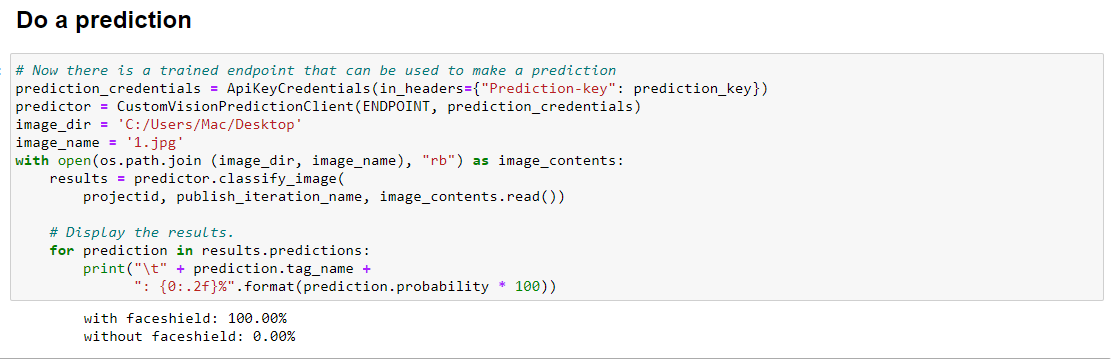 Do a prediction
# Now there is a trained endpoint that can be used to make a prediction
prediction_credentials = ApiKeyCredentials(in_headers={"Prediction-key": prediction_key})
predictor = CustomVisionPredictionClient(ENDPOINT, prediction_credentials)
image_dir = 'C:/Users/Mac/Desktop'
image_name = '1.jpg'
with open(os.path.join (image_dir, image_name), "rb") as image_contents:
    results = predictor.classify_image(
        projectid, publish_iteration_name, image_contents.read())
    # Display the results.
    for prediction in results.predictions:
        print("\t" + prediction.tag_name +
              ": {0:.2f}%".format(prediction.probability * 100))
        with faceshield: 100.00%
        without faceshield: 0.00%